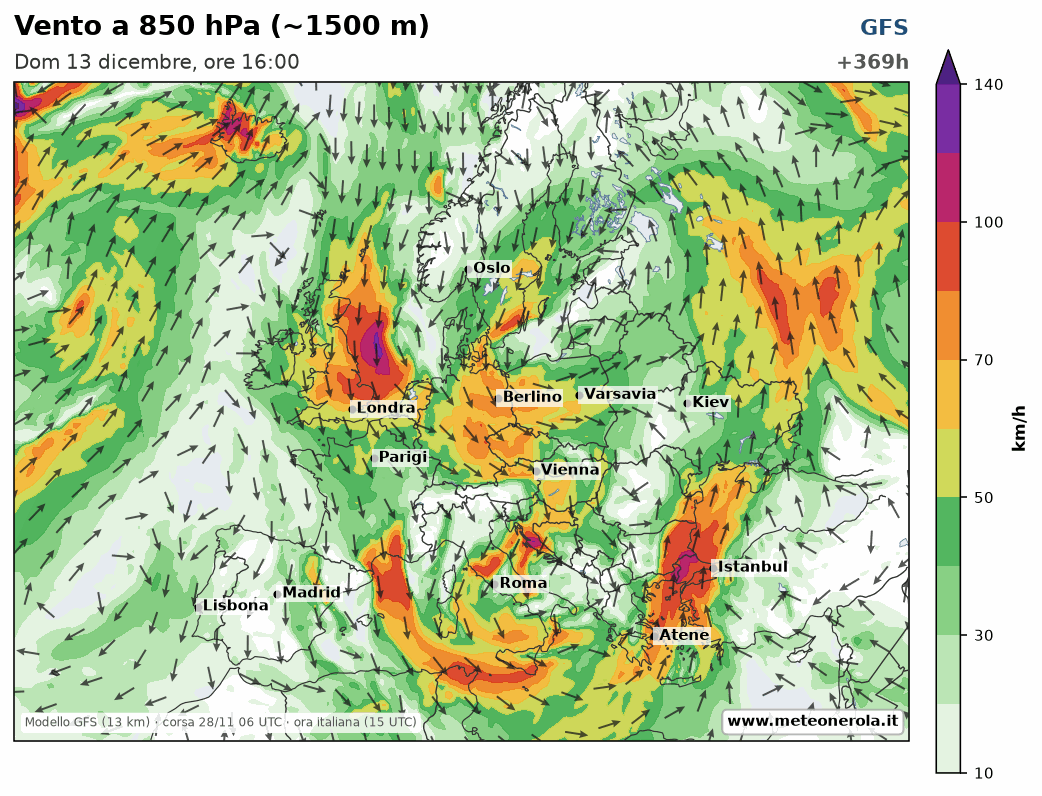 Vento a 850 hPa (~1500 m)
GFS
Dom 13 dicembre, ore 16:00
+369h
140
100
70
50
30
10
km/h
Oslo
Berlino
Varsavia
Kiev
Londra
Parigi
Vienna
Istanbul
Roma
Madrid
Lisbona
Atene
Modello GFS (13 km) · corsa 28/11 06 UTC · ora italiana (15 UTC)
www.meteonerola.it